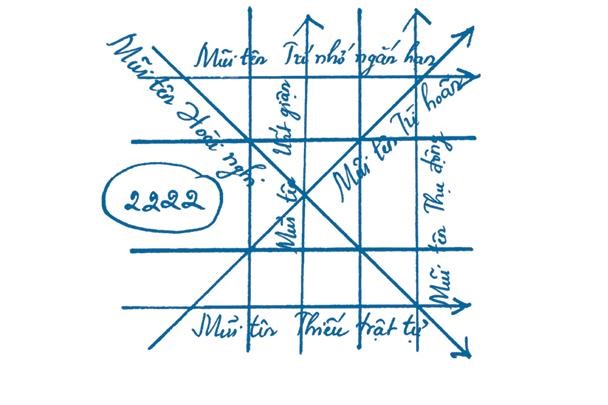 Mũi tên Hoài nghi
Mũi tên Trí nhớ ngắn hạn
Mũi tên Uất giận
Mũi tên Trì hoãn
Mũi tên Thụ động
2222
Mũi tên Thiếu trật tự